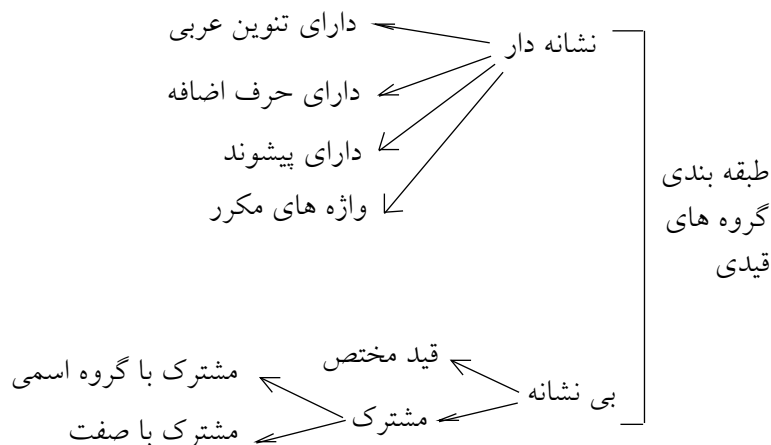 طبقه بندی
گروه های
قیدی
نشانه دار
دارای تنوین عربی
دارای حرف اضافه
دارای پیشوند
واژه های مکرر
بی نشانه
قید مختص
مشترک
مشترک با گروه اسمی
مشترک با صفت